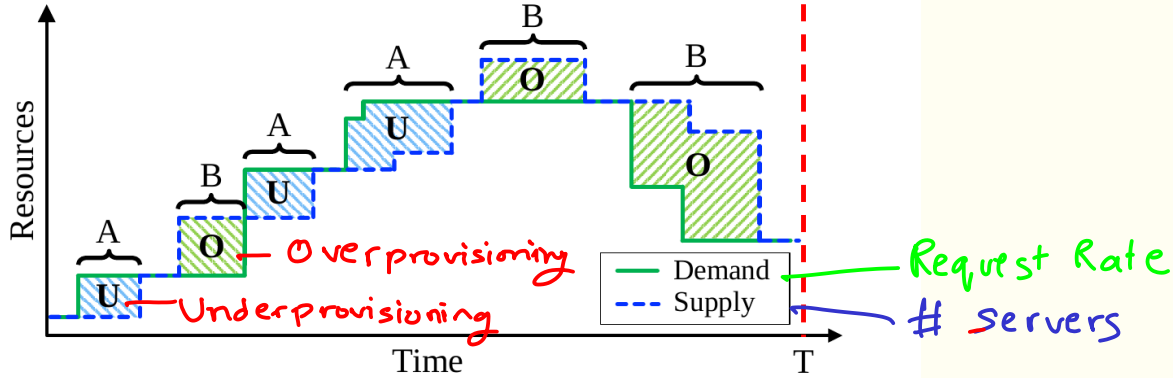 B
A
B
O
A
U
B
U
O
A
O
Overprovisioning
U
Underprovisioning
Demand
Request Rate
Supply
# servers
Resources
Time
T